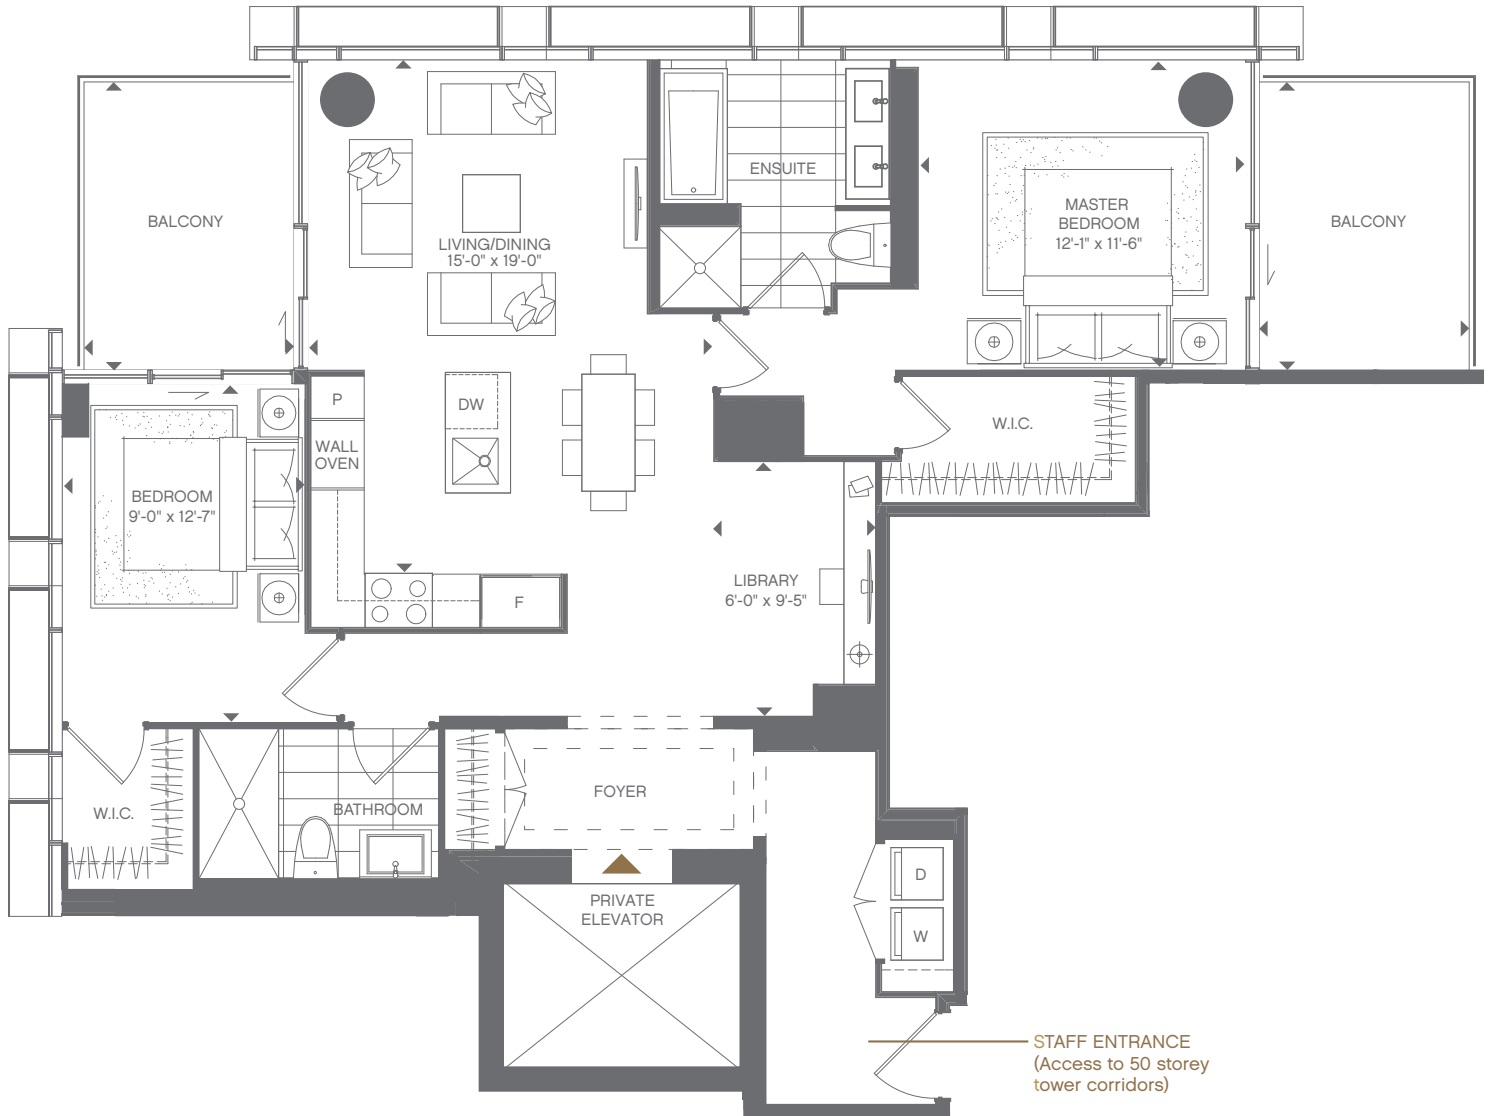 ENSUITE
MASTER
BEDROOM
12'-1" x 11'-6"
BALCONY
BALCONY
LIVING/DINING
15'-0" x 19'-0"
P
DW
WALL
OVEN
W.I.C.
BEDROOM
9'-0" x 12'-7"
LIBRARY
6'-0" x 9'-5"
F
W.I.C.
BATHROOM
FOYER
D
W
PRIVATE
ELEVATOR
STAFF ENTRANCE
(Access to 50 storey
tower corridors)